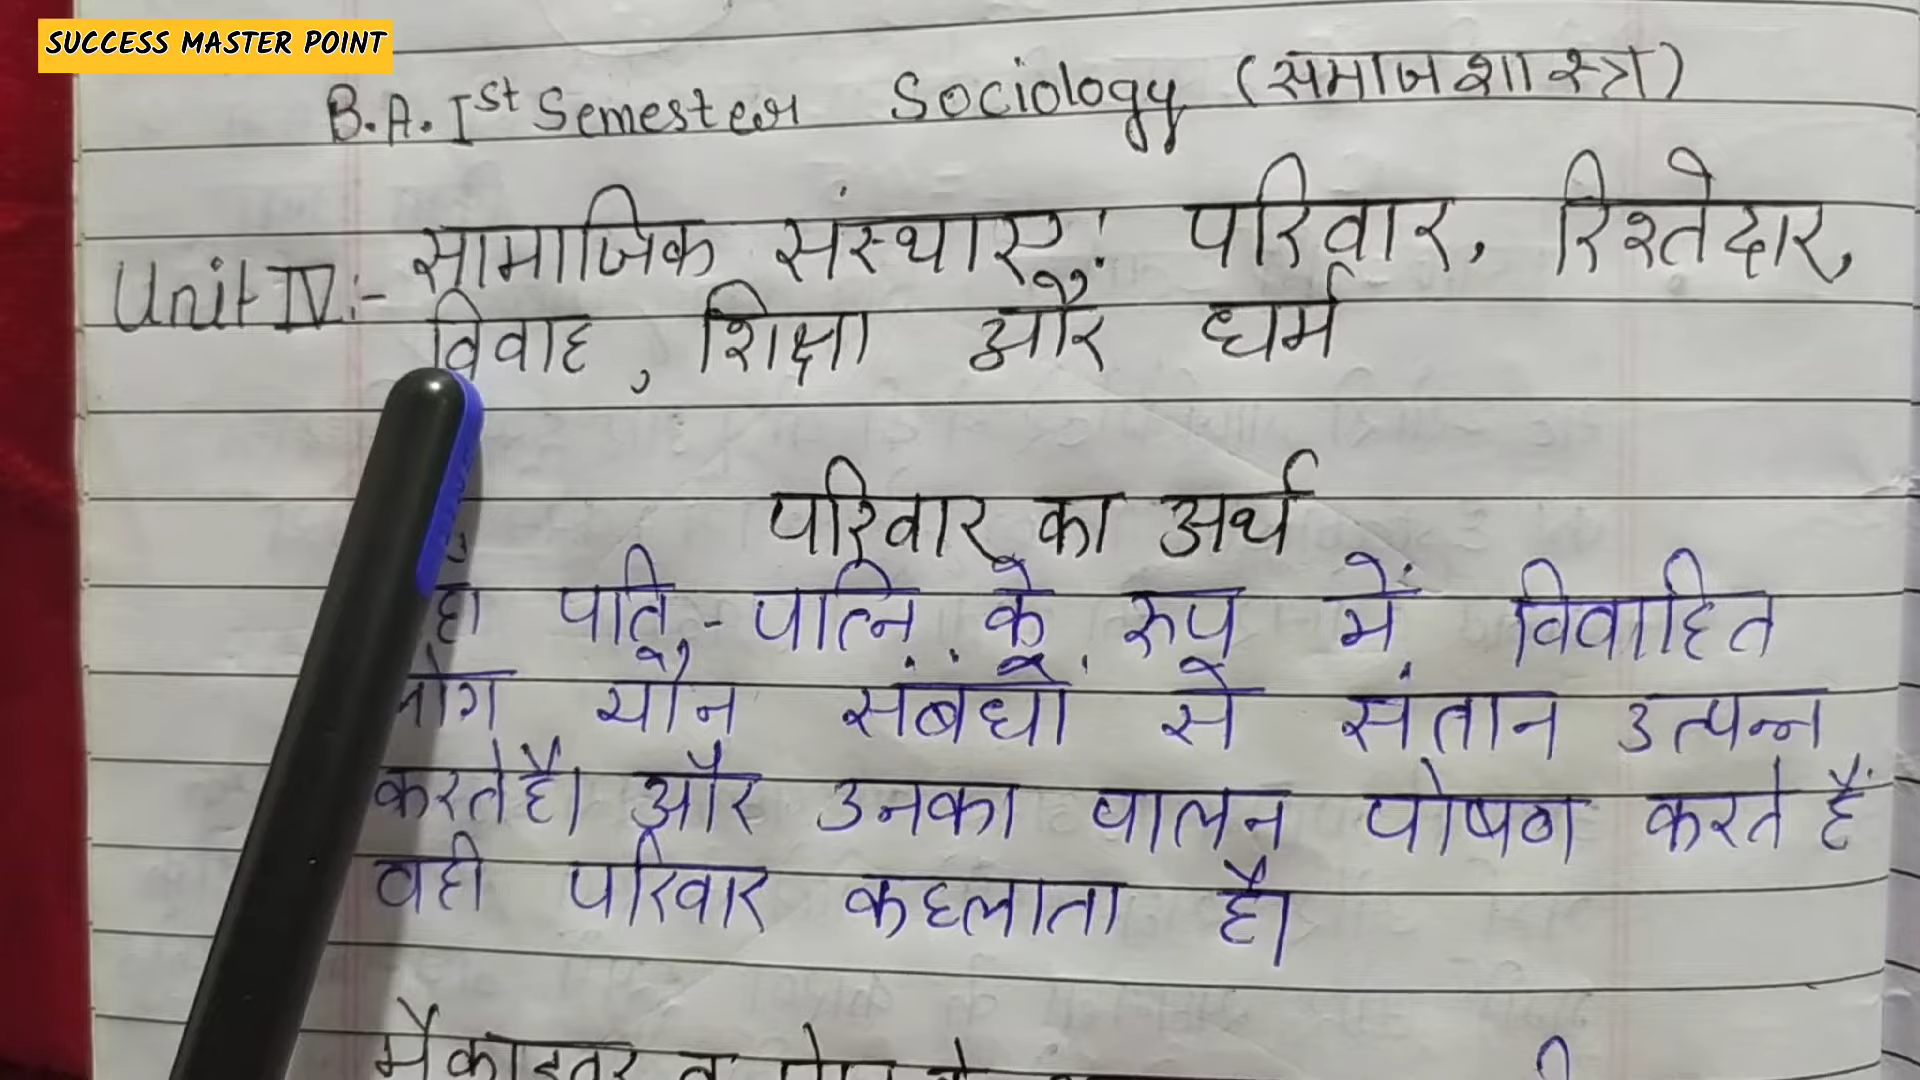 SUCCESS MASTER POINT
B.A. Ist Semester Sociology (समाजशास्त्र)
Unit IV:- सामाजिक संस्थाएँ: परिवार, रिश्तेदार,
विवाह, शिक्षा और धर्म
परिवार का अर्थ
पति-पत्नि के रूप में विवाहित
लोग यौन संबंधों से संतान उत्पन्न
करते है। और उनका पालन पोषण करते हैं
वही परिवार कहलाता है।
मैकाइवर व